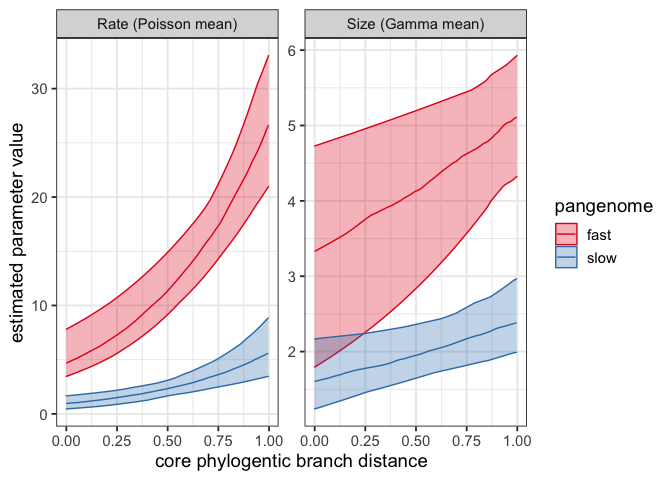 Rate (Poisson mean)
Size (Gamma mean)
estimated parameter value
30
20
10
0
6
5
4
3
2
0.00 0.25 0.50 0.75 1.00
0.00 0.25 0.50 0.75 1.00
core phylogentic branch distance
pangenome
fast
slow